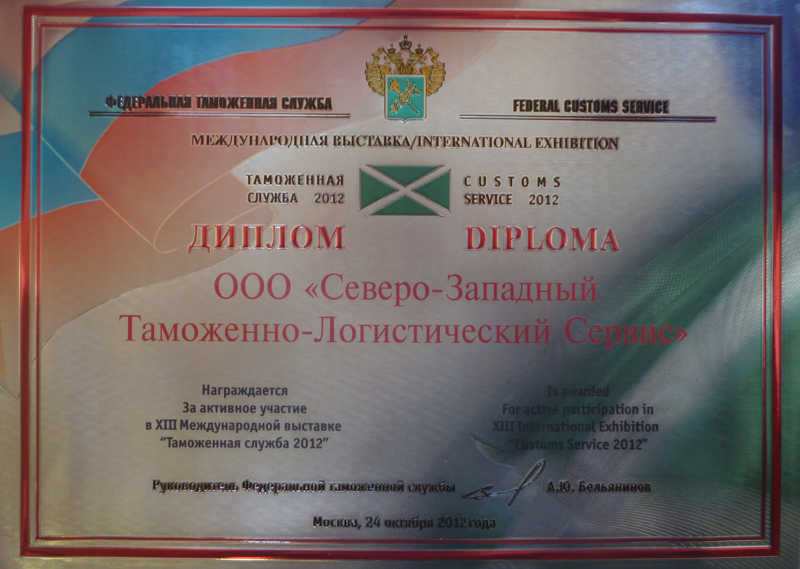 ФЕДЕРАЛЬНАЯ ТАМОЖЕННАЯ СЛУЖБА
FEDERAL CUSTOMS SERVICE
МЕЖДУНАРОДНАЯ ВЫСТАВКА/INTERNATIONAL EXHIBITION
ТАМОЖЕННАЯ
СЛУЖБА 2012
CUSTOMS
SERVICE 2012
ДИПЛОМ
DIPLOMA
ООО «Северо-Западный
Таможенно-Логистический Сервис»
Награждается
За активное участие
в XIII Международной выставке
"Таможенная служба 2012"
Is awarded
For active participation in
XIII International Exhibition
"Customs Service 2012"
Руководитель Федеральной таможенной службы
А.Ю. Бельянинов
Москва, 24 октября 2012 года